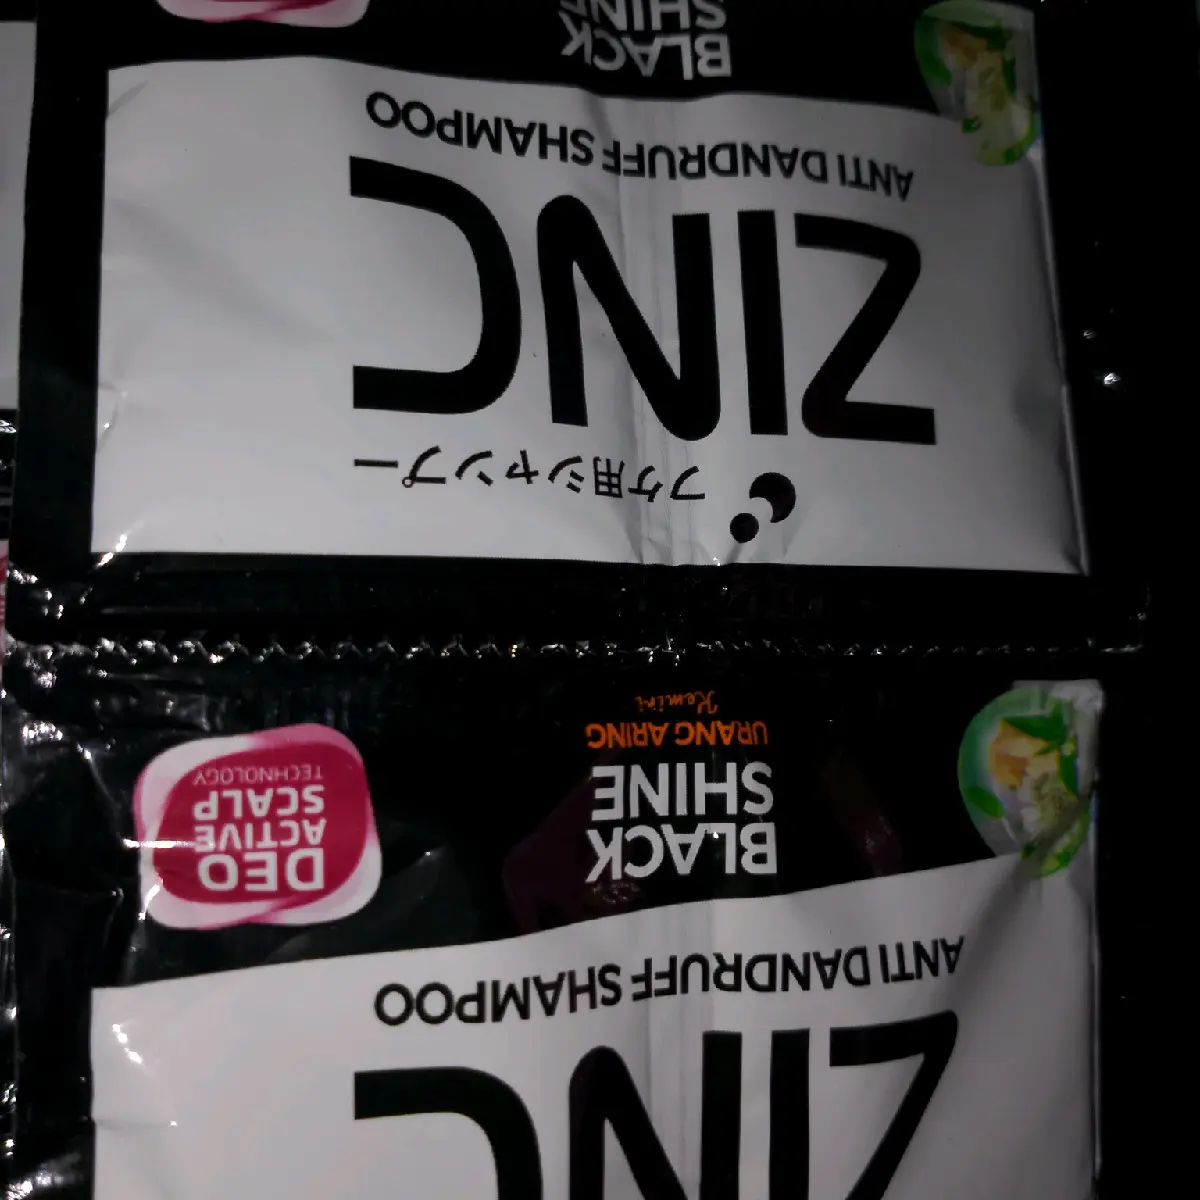 ZINC
ANTI DANDRUFF SHAMPOO
BLACK
SHINE
URANG ARING
Kemiri
DEO
ACTIVE
SCALP
TECHNOLOGY
フケ用シャンプー
ZINC
ANTI DANDRUFF SHAMPOO
BLACK
SHINE